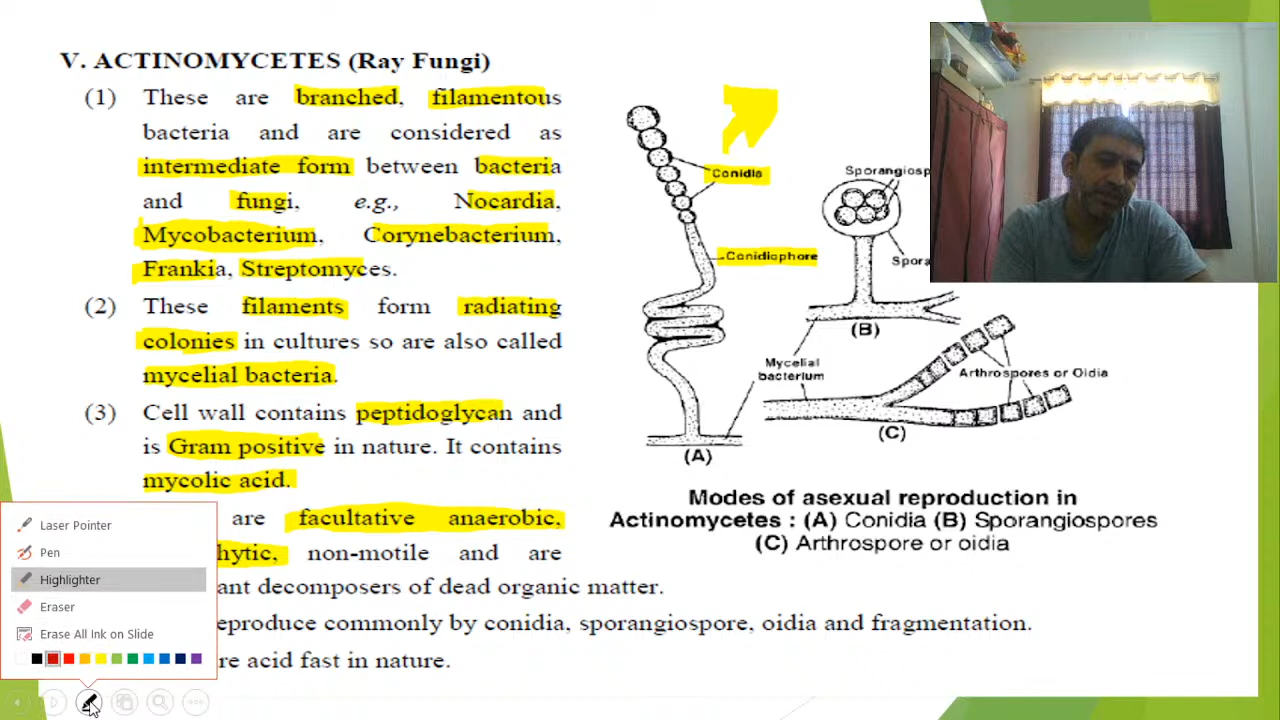 V. ACTINOMYCETES (Ray Fungi)
(1) These are branched, filamentous
bacteria and are considered as
intermediate form between bacteria
and fungi, e.g., Nocardia,
Mycobacterium, Corynebacterium,
Frankia, Streptomyces.
(2) These filaments form radiating
colonies in cultures so are also called
mycelial bacteria.
(3) Cell wall contains peptidoglycan and
is Gram positive in nature. It contains
mycolic acid.
are facultative anaerobic,
hytic, non-motile and are
ant decomposers of dead organic matter.
eproduce commonly by conidia, sporangiospore, oidia and fragmentation.
re acid fast in nature.
Conidia
Conidiophore
(A)
Sporangiosp
Spora
(B)
Mycelial
bacterium
Arthrospores or Oidia
(C)
Modes of asexual reproduction in
Actinomycetes : (A) Conidia (B) Sporangiospores
(C) Arthrospore or oidia
Laser Pointer
Pen
Highlighter
Eraser
Erase All Ink on Slide